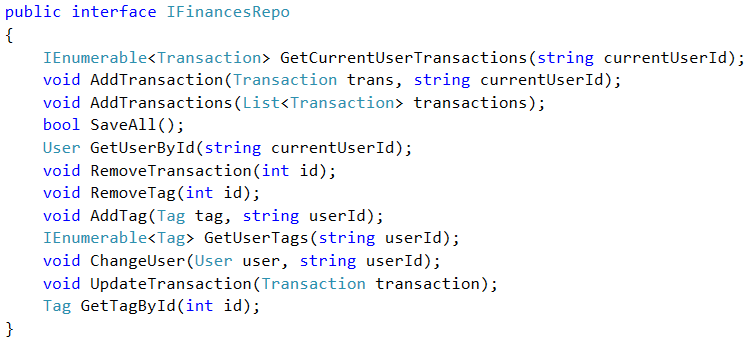 public interface IFinancesRepo
{
IEnumerable<Transaction> GetCurrentUserTransactions(string currentUserId);
void AddTransaction(Transaction trans, string currentUserId);
void AddTransactions(List<Transaction> transactions);
bool SaveAll();
User GetUserById(string currentUserId);
void RemoveTransaction(int id);
void RemoveTag(int id);
void AddTag(Tag tag, string userId);
IEnumerable<Tag> GetUserTags(string userId);
void ChangeUser(User user, string userId);
void UpdateTransaction(Transaction transaction);
Tag GetTagById(int id);
}